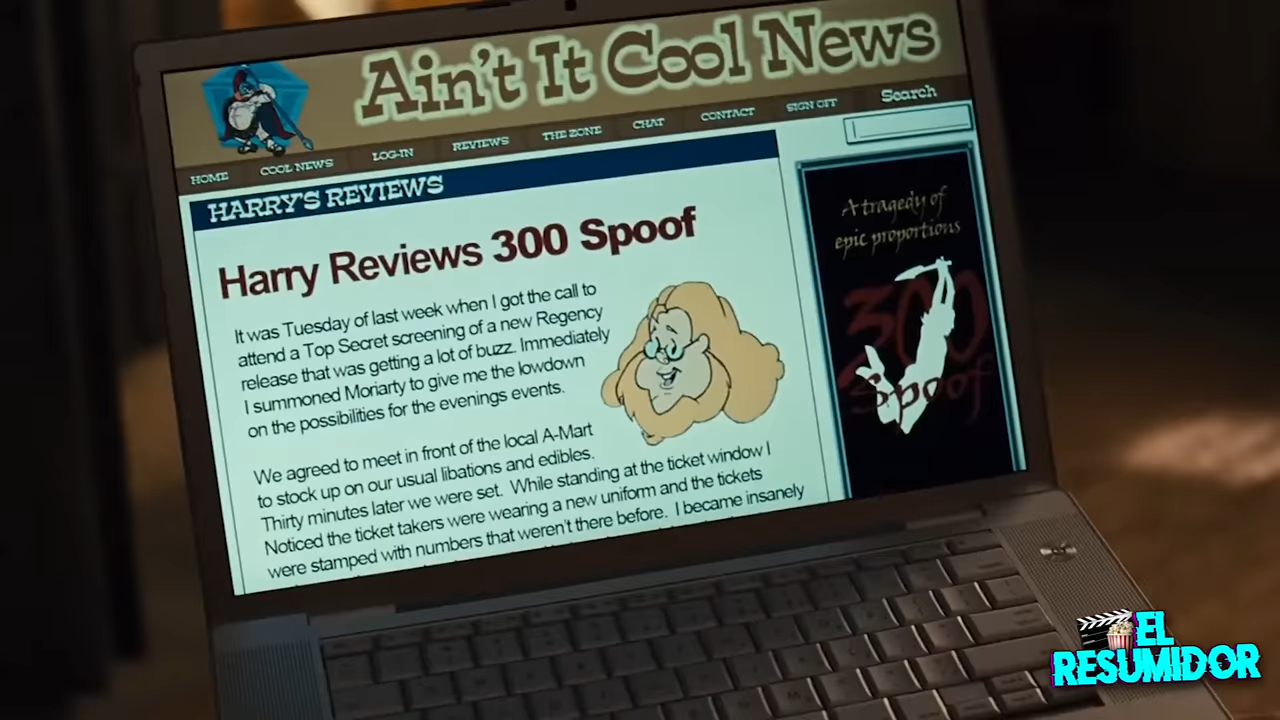 Ain't It Cool News
HOME COOL NEWS LOG-IN REVIEWS THE ZONE CHAT CONTACT SIGN OFF Search
HARRY'S REVIEWS
Harry Reviews 300 Spoof
It was Tuesday of last week when I got the call to
attend a Top Secret screening of a new Regency
release that was getting a lot of buzz. Immediately
I summoned Moriarty to give me the lowdown
on the possibilities for the evenings events.
We agreed to meet in front of the local A-Mart
to stock up on our usual libations and edibles.
Thirty minutes later we were set. While standing at the ticket window I
Noticed the ticket takers were wearing a new uniform and the tickets
were stamped with numbers that weren't there before. I became insanely
A tragedy of
epic proportions
300
Spoof
EL
RESUMIDOR